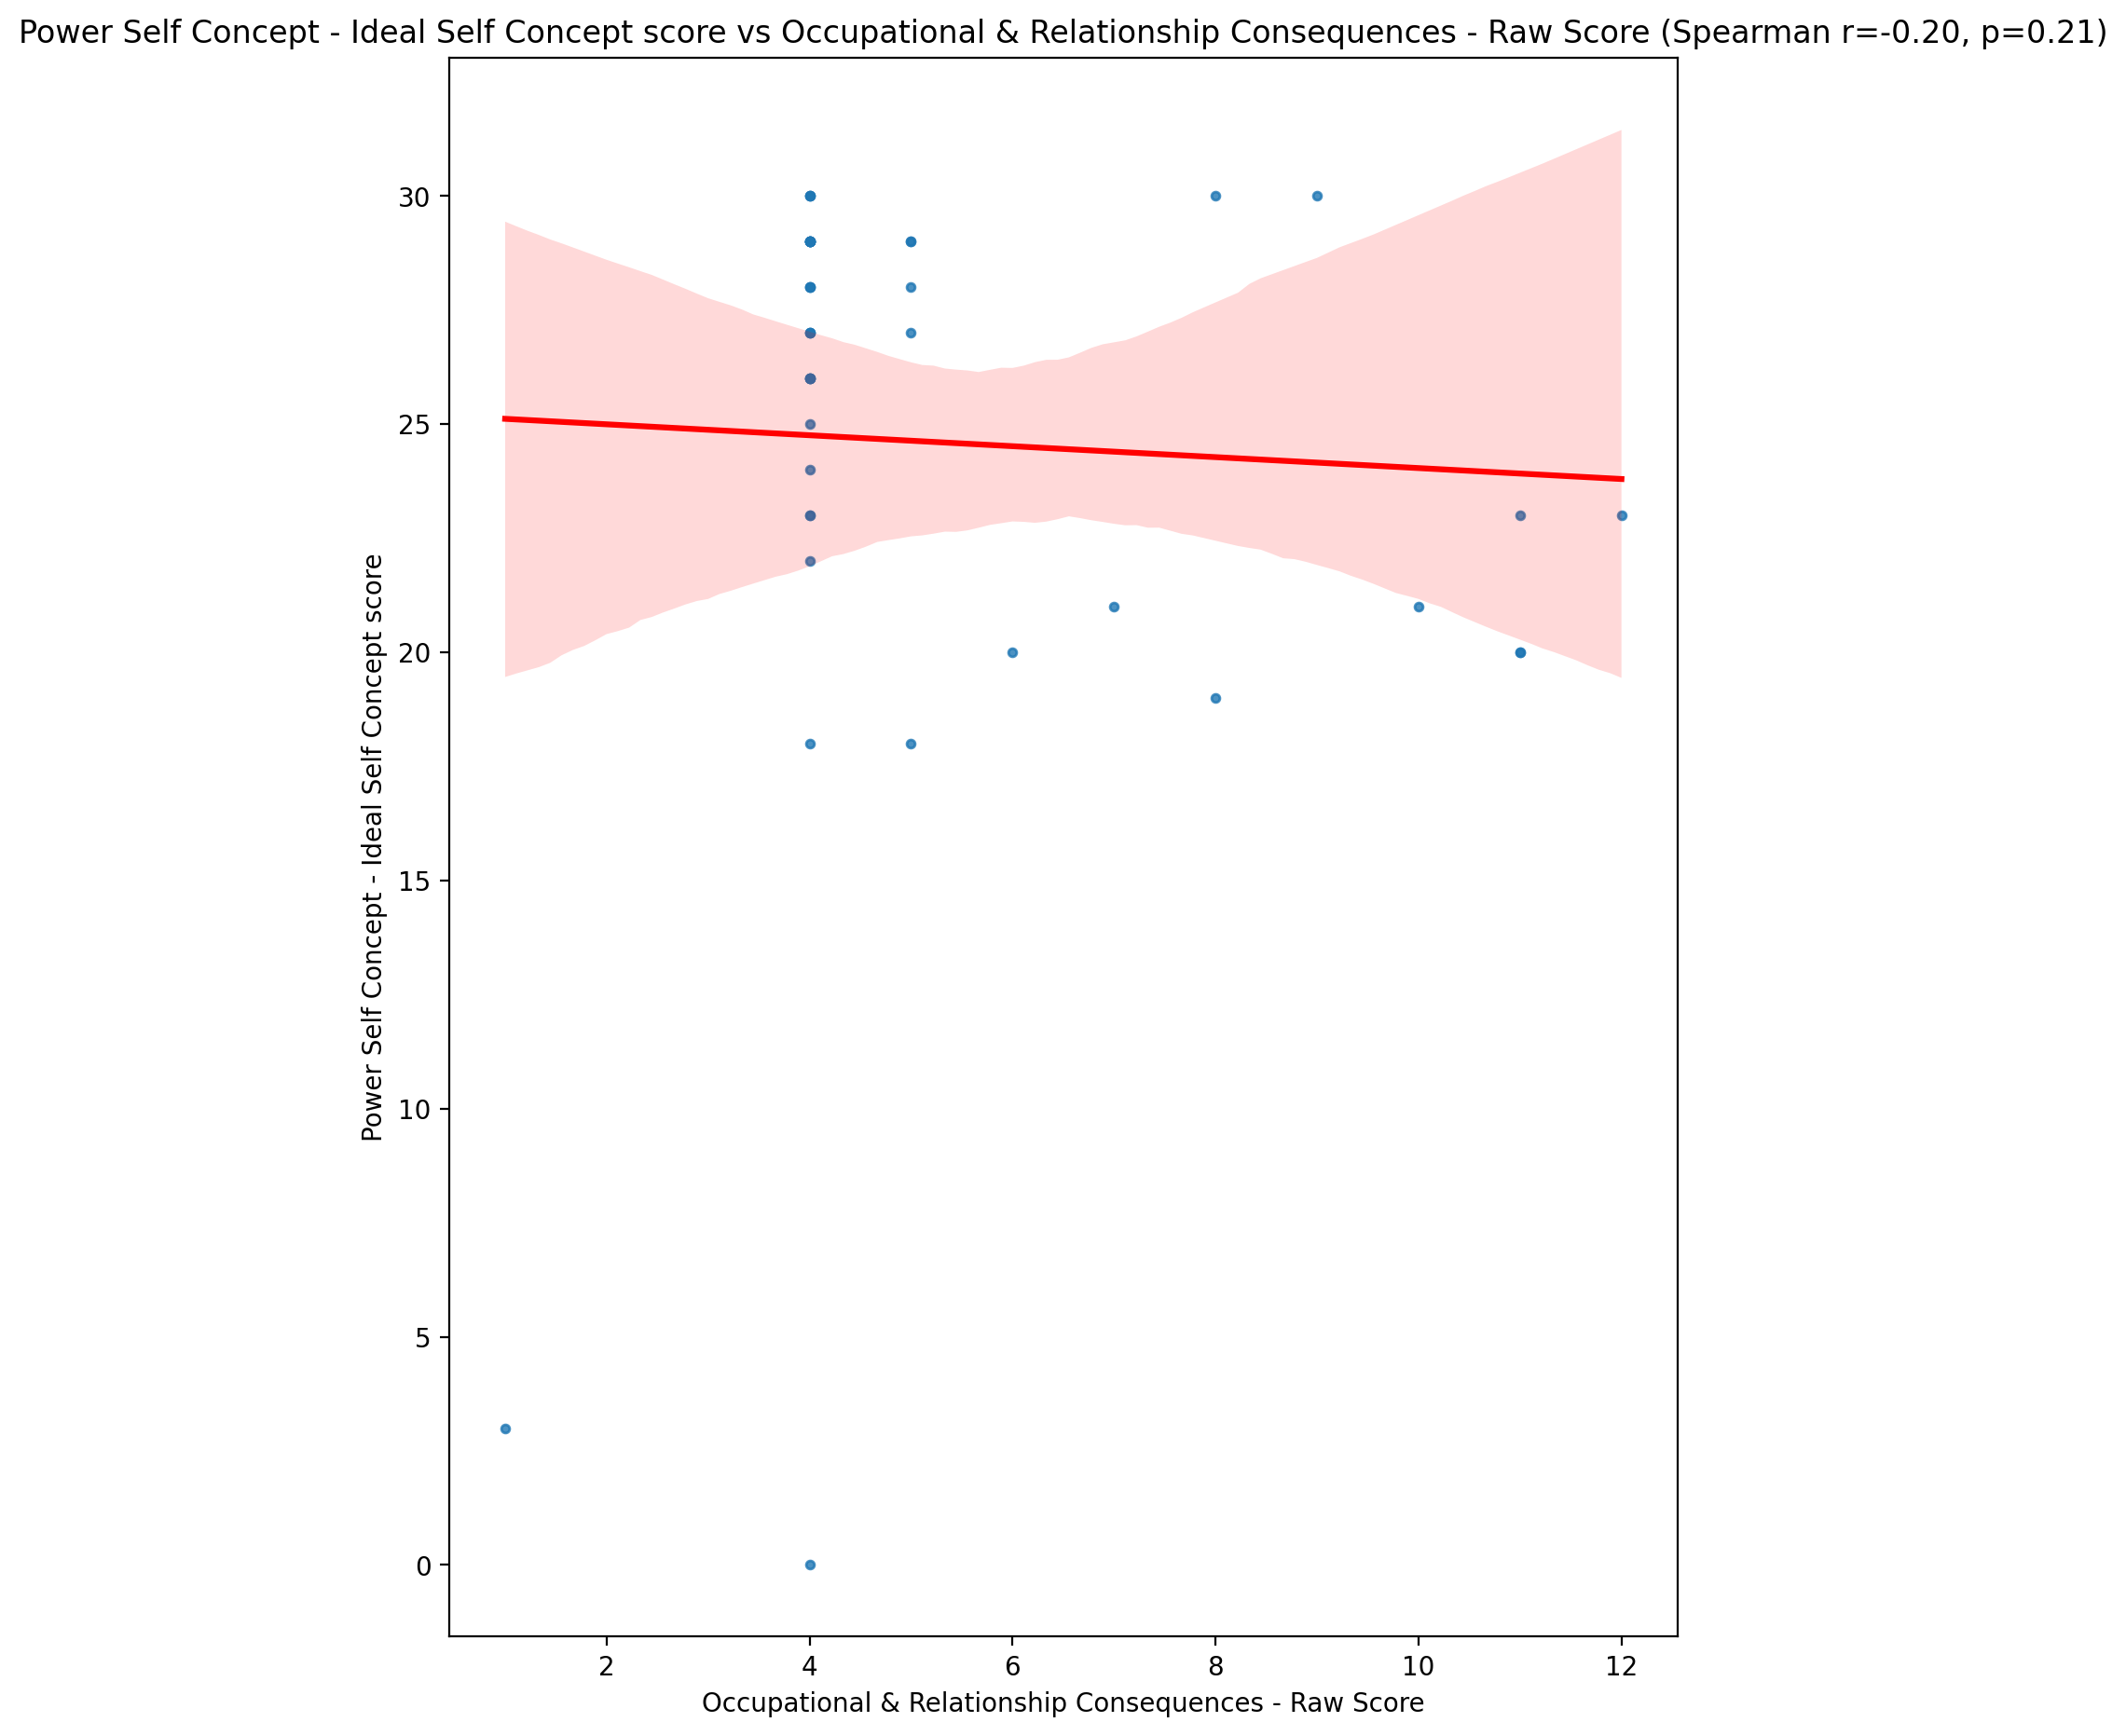 Power Self Concept - Ideal Self Concept score vs Occupational & Relationship Consequences - Raw Score (Spearman r=-0.20, p=0.21)
Power Self Concept - Ideal Self Concept score
30
25
20
15
10
5
0
2 4 6 8 10 12
Occupational & Relationship Consequences - Raw Score